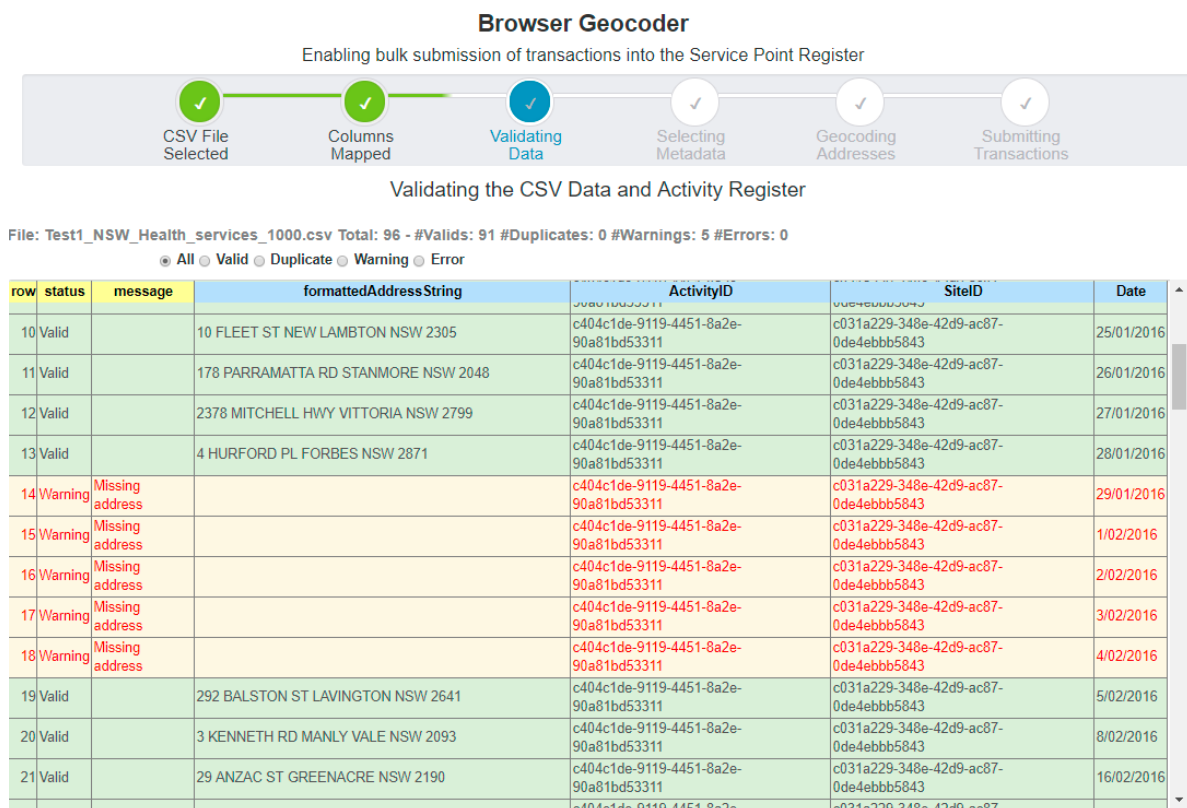 Browser Geocoder
Enabling bulk submission of transactions into the Service Point Register
CSV File Selected
Columns Mapped
Validating Data
Selecting Metadata
Geocoding Addresses
Submitting Transactions
Validating the CSV Data and Activity Register
File: Test1_NSW_Health_services_1000.csv Total: 96 - #Valids: 91 #Duplicates: 0 #Warnings: 5 #Errors: 0
All Valid Duplicate Warning Error
row status message formattedAddressString ActivityID SiteID Date
10 Valid 10 FLEET ST NEW LAMBTON NSW 2305 c404c1de-9119-4451-8a2e-90a81bd53311 c031a229-348e-42d9-ac87-0de4ebbb5843 25/01/2016
11 Valid 178 PARRAMATTA RD STANMORE NSW 2048 c404c1de-9119-4451-8a2e-90a81bd53311 c031a229-348e-42d9-ac87-0de4ebbb5843 26/01/2016
12 Valid 2378 MITCHELL HWY VITTORIA NSW 2799 c404c1de-9119-4451-8a2e-90a81bd53311 c031a229-348e-42d9-ac87-0de4ebbb5843 27/01/2016
13 Valid 4 HURFORD PL FORBES NSW 2871 c404c1de-9119-4451-8a2e-90a81bd53311 c031a229-348e-42d9-ac87-0de4ebbb5843 28/01/2016
14 Warning Missing address c404c1de-9119-4451-8a2e-90a81bd53311 c031a229-348e-42d9-ac87-0de4ebbb5843 29/01/2016
15 Warning Missing address c404c1de-9119-4451-8a2e-90a81bd53311 c031a229-348e-42d9-ac87-0de4ebbb5843 1/02/2016
16 Warning Missing address c404c1de-9119-4451-8a2e-90a81bd53311 c031a229-348e-42d9-ac87-0de4ebbb5843 2/02/2016
17 Warning Missing address c404c1de-9119-4451-8a2e-90a81bd53311 c031a229-348e-42d9-ac87-0de4ebbb5843 3/02/2016
18 Warning Missing address c404c1de-9119-4451-8a2e-90a81bd53311 c031a229-348e-42d9-ac87-0de4ebbb5843 4/02/2016
19 Valid 292 BALSTON ST LAVINGTON NSW 2641 c404c1de-9119-4451-8a2e-90a81bd53311 c031a229-348e-42d9-ac87-0de4ebbb5843 5/02/2016
20 Valid 3 KENNETH RD MANLY VALE NSW 2093 c404c1de-9119-4451-8a2e-90a81bd53311 c031a229-348e-42d9-ac87-0de4ebbb5843 8/02/2016
21 Valid 29 ANZAC ST GREENACRE NSW 2190 c404c1de-9119-4451-8a2e-90a81bd53311 c031a229-348e-42d9-ac87-0de4ebbb5843 16/02/2016